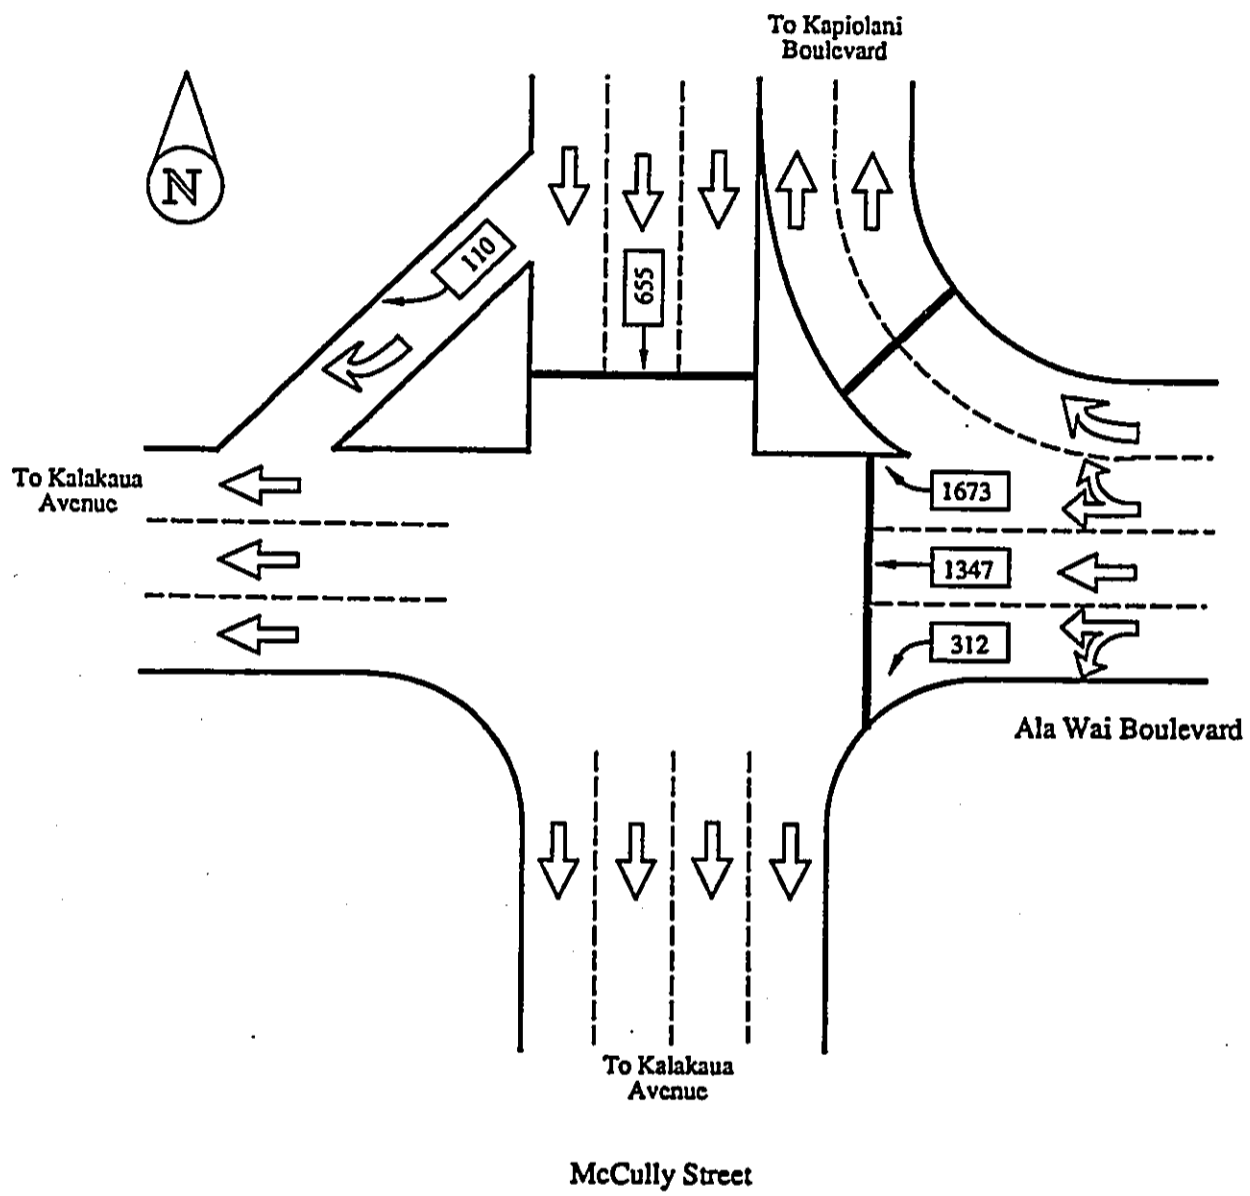 To Kapiolani
Boulevard
N
110
655
To Kalakaua
Avenue
1673
1347
312
Ala Wai Boulevard
To Kalakaua
Avenue
McCully Street